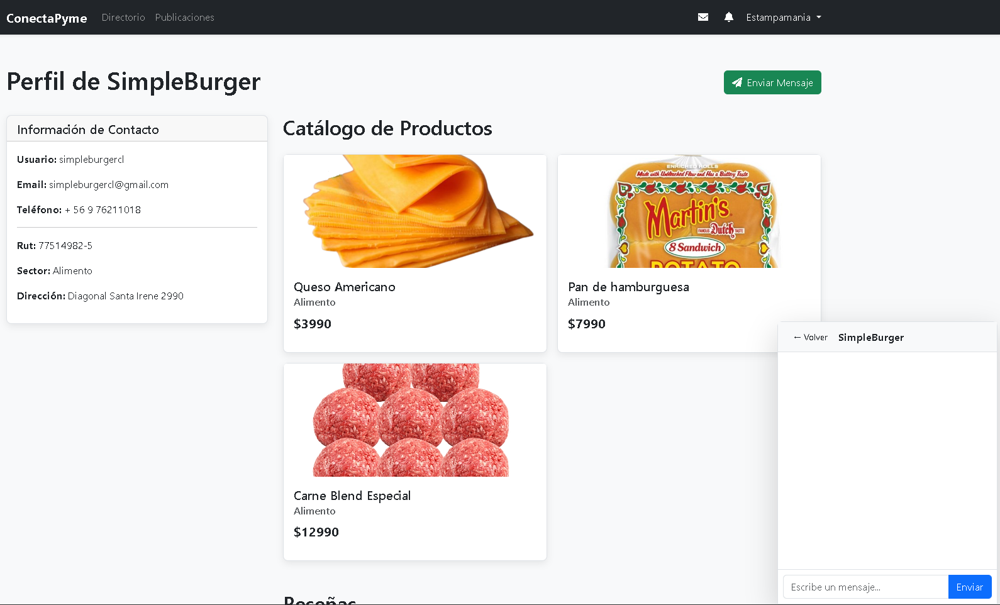 ConectaPyme Directorio Publicaciones Estampamania
Perfil de SimpleBurger
Enviar Mensaje
Información de Contacto
Usuario: simpleburgercl
Email: simpleburgercl@gmail.com
Teléfono: + 56 9 76211018
Rut: 77514982-5
Sector: Alimento
Dirección: Diagonal Santa Irene 2990
Catálogo de Productos
Queso Americano
Alimento
$3990
ENRICHED ROLLS
Made with Unbleached Flour and Has a Buttery Taste
Martin's
FAMOUS Dutch TASTE
8 Sandwich
POTATO
Pan de hamburguesa
Alimento
$7990
Carne Blend Especial
Alimento
$12990
Reseñas
← Volver SimpleBurger
Escribe un mensaje...
Enviar